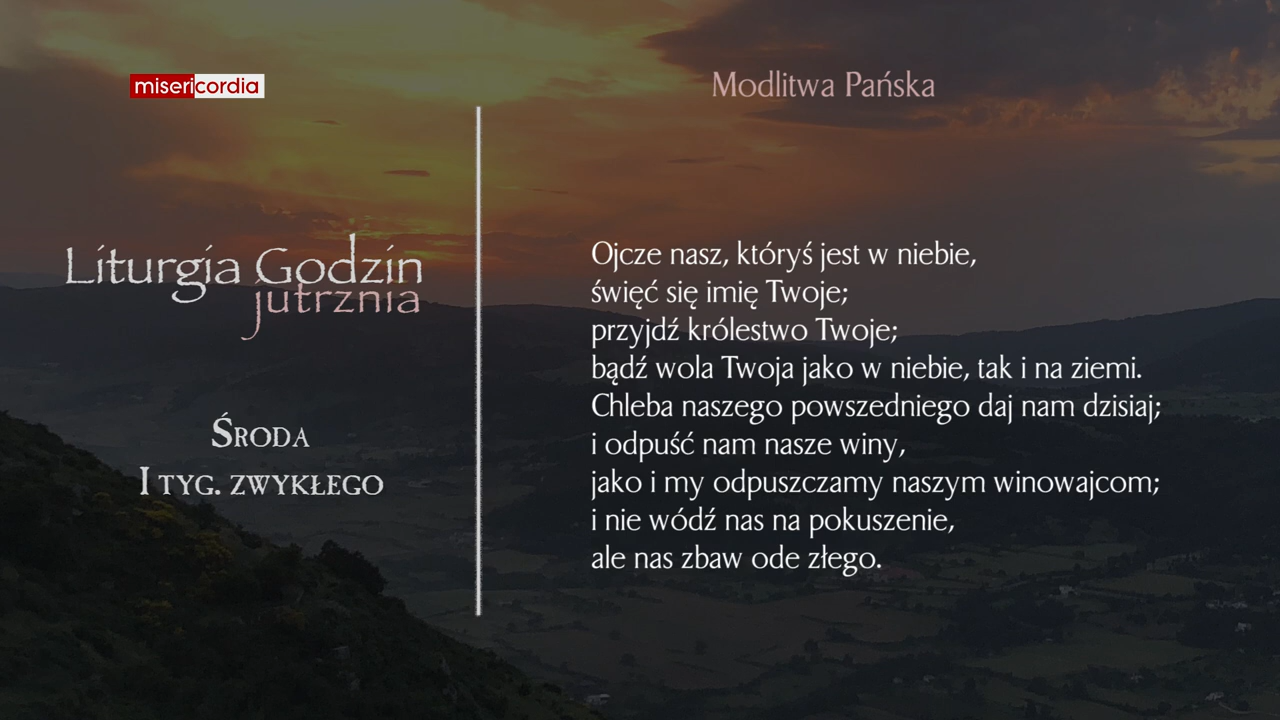 misericordia
Liturgia Godzin
jutrznia
Środa
I tyg. zwykłego
Modlitwa Pańska
Ojcze nasz, któryś jest w niebie,
święć się imię Twoje;
przyjdź królestwo Twoje;
bądź wola Twoja jako w niebie, tak i na ziemi.
Chleba naszego powszedniego daj nam dzisiaj;
i odpuść nam nasze winy,
jako i my odpuszczamy naszym winowajcom;
i nie wódź nas na pokuszenie,
ale nas zbaw ode złego.